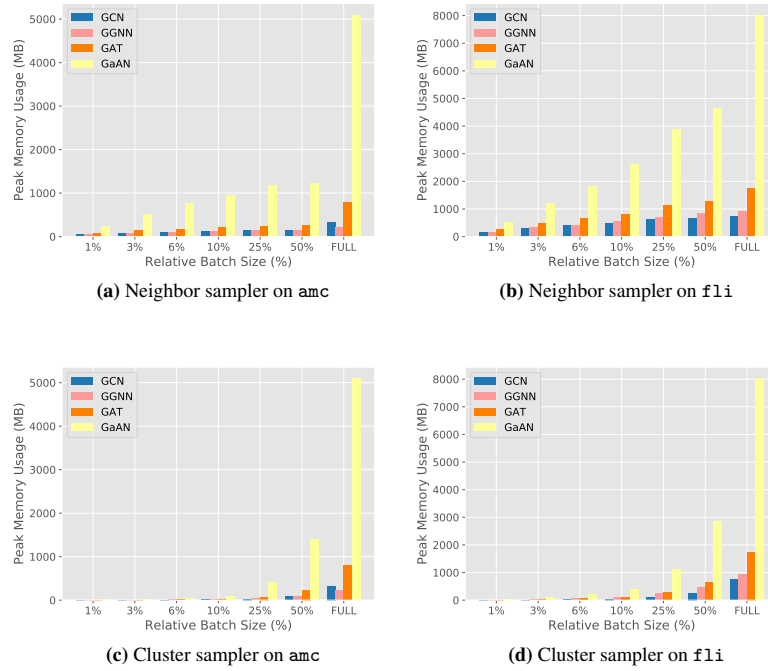 GCN
GGNN
GAT
GaAN
5000
4000
3000
2000
1000
0
Peak Memory Usage (MB)
1% 3% 6% 10% 25% 50% FULL
Relative Batch Size (%)
(a) Neighbor sampler on amc
GCN
GGNN
GAT
GaAN
8000
7000
6000
5000
4000
3000
2000
1000
0
Peak Memory Usage (MB)
1% 3% 6% 10% 25% 50% FULL
Relative Batch Size (%)
(b) Neighbor sampler on fli
GCN
GGNN
GAT
GaAN
5000
4000
3000
2000
1000
0
Peak Memory Usage (MB)
1% 3% 6% 10% 25% 50% FULL
Relative Batch Size (%)
(c) Cluster sampler on amc
GCN
GGNN
GAT
GaAN
8000
7000
6000
5000
4000
3000
2000
1000
0
Peak Memory Usage (MB)
1% 3% 6% 10% 25% 50% FULL
Relative Batch Size (%)
(d) Cluster sampler on fli